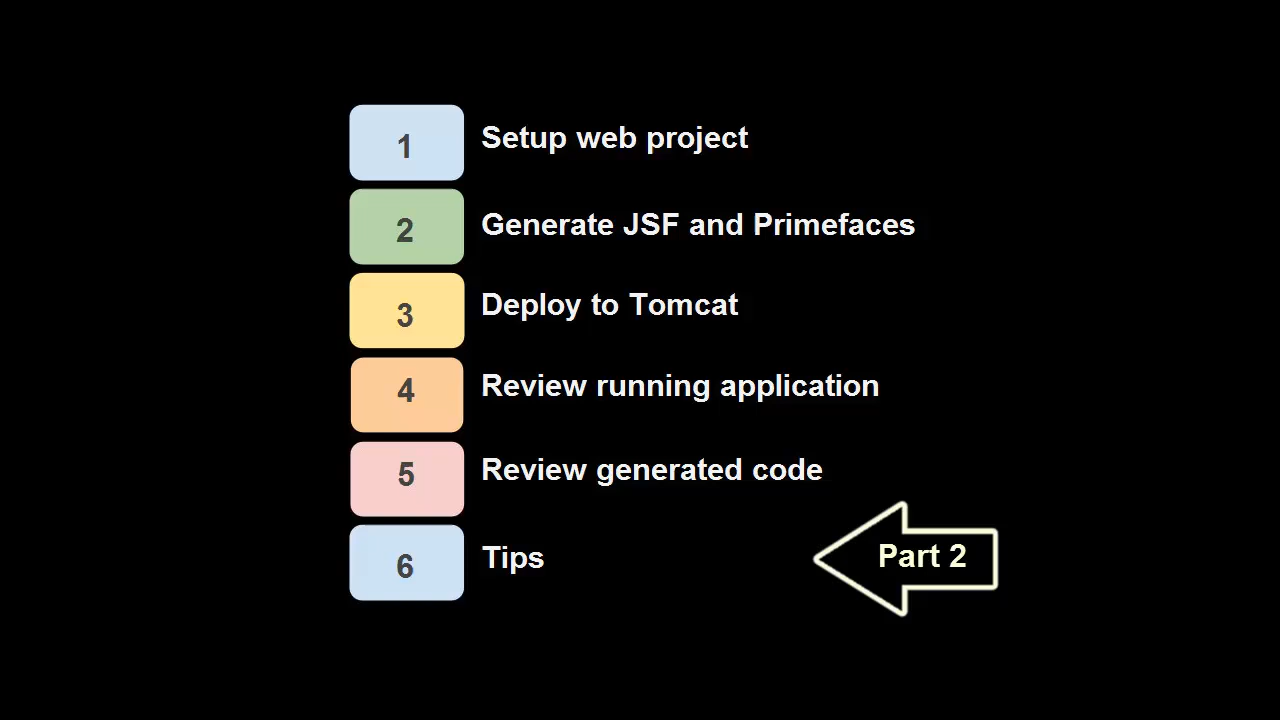 1 Setup web project
2 Generate JSF and Primefaces
3 Deploy to Tomcat
4 Review running application
5 Review generated code
6 Tips
Part 2